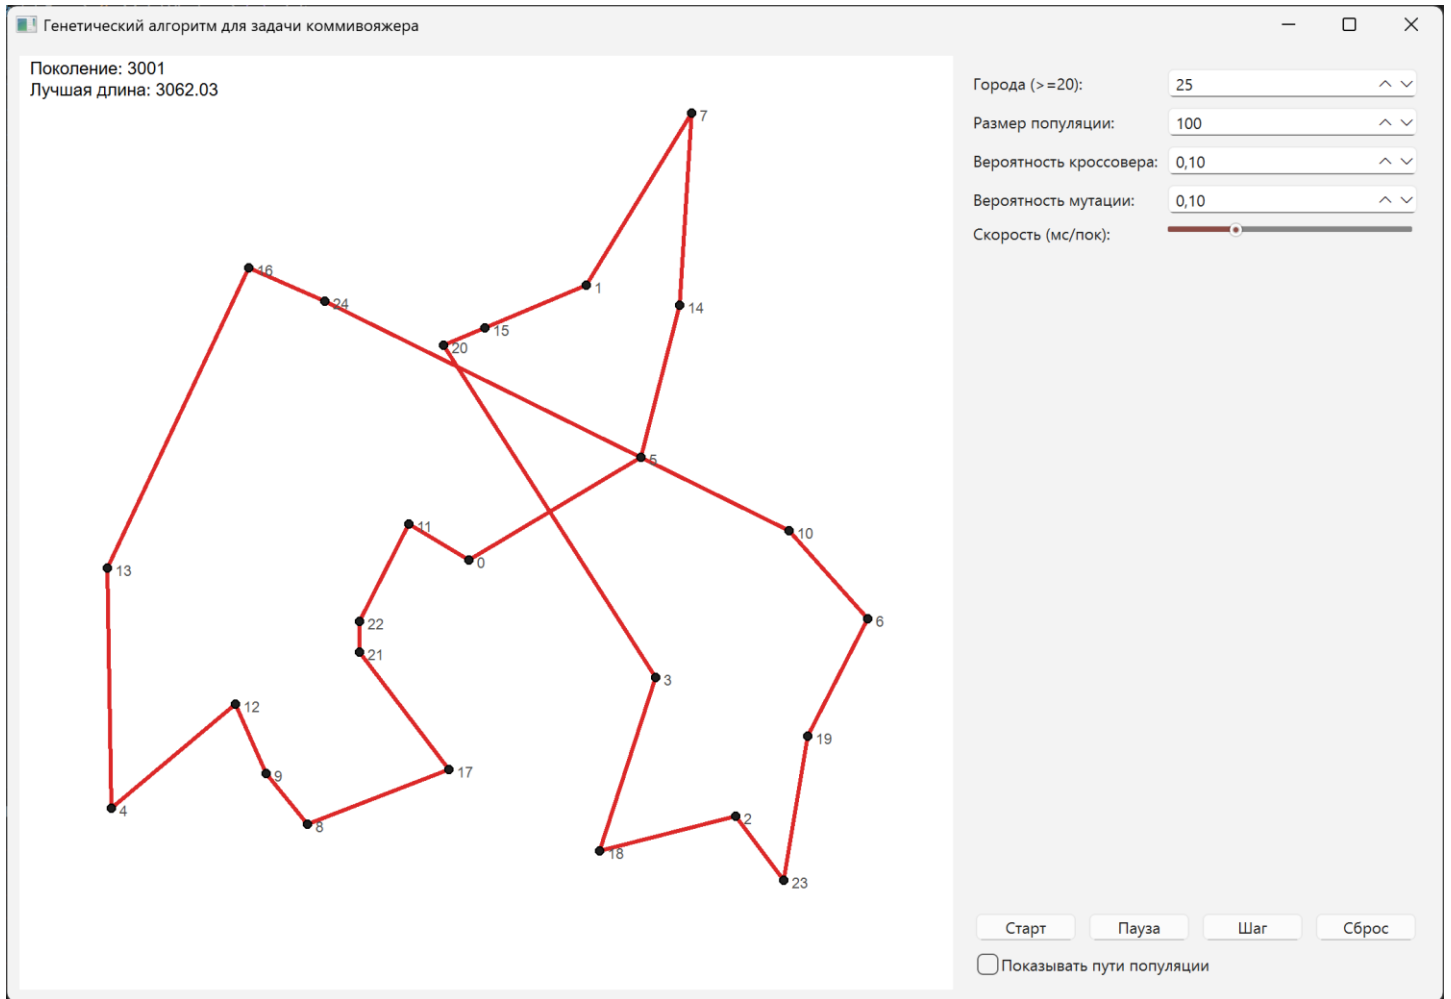 Генетический алгоритм для задачи коммивояжера
Поколение: 3001
Лучшая длина: 3062.03
Города (>=20): 25
Размер популяции: 100
Вероятность кроссовера: 0,10
Вероятность мутации: 0,10
Скорость (мс/пок):
7
16
1
24
14
15
20
5
11
10
0
13
6
22
21
3
12
19
17
9
4
2
8
18
23
Старт Пауза Шаг Сброс
Показывать пути популяции